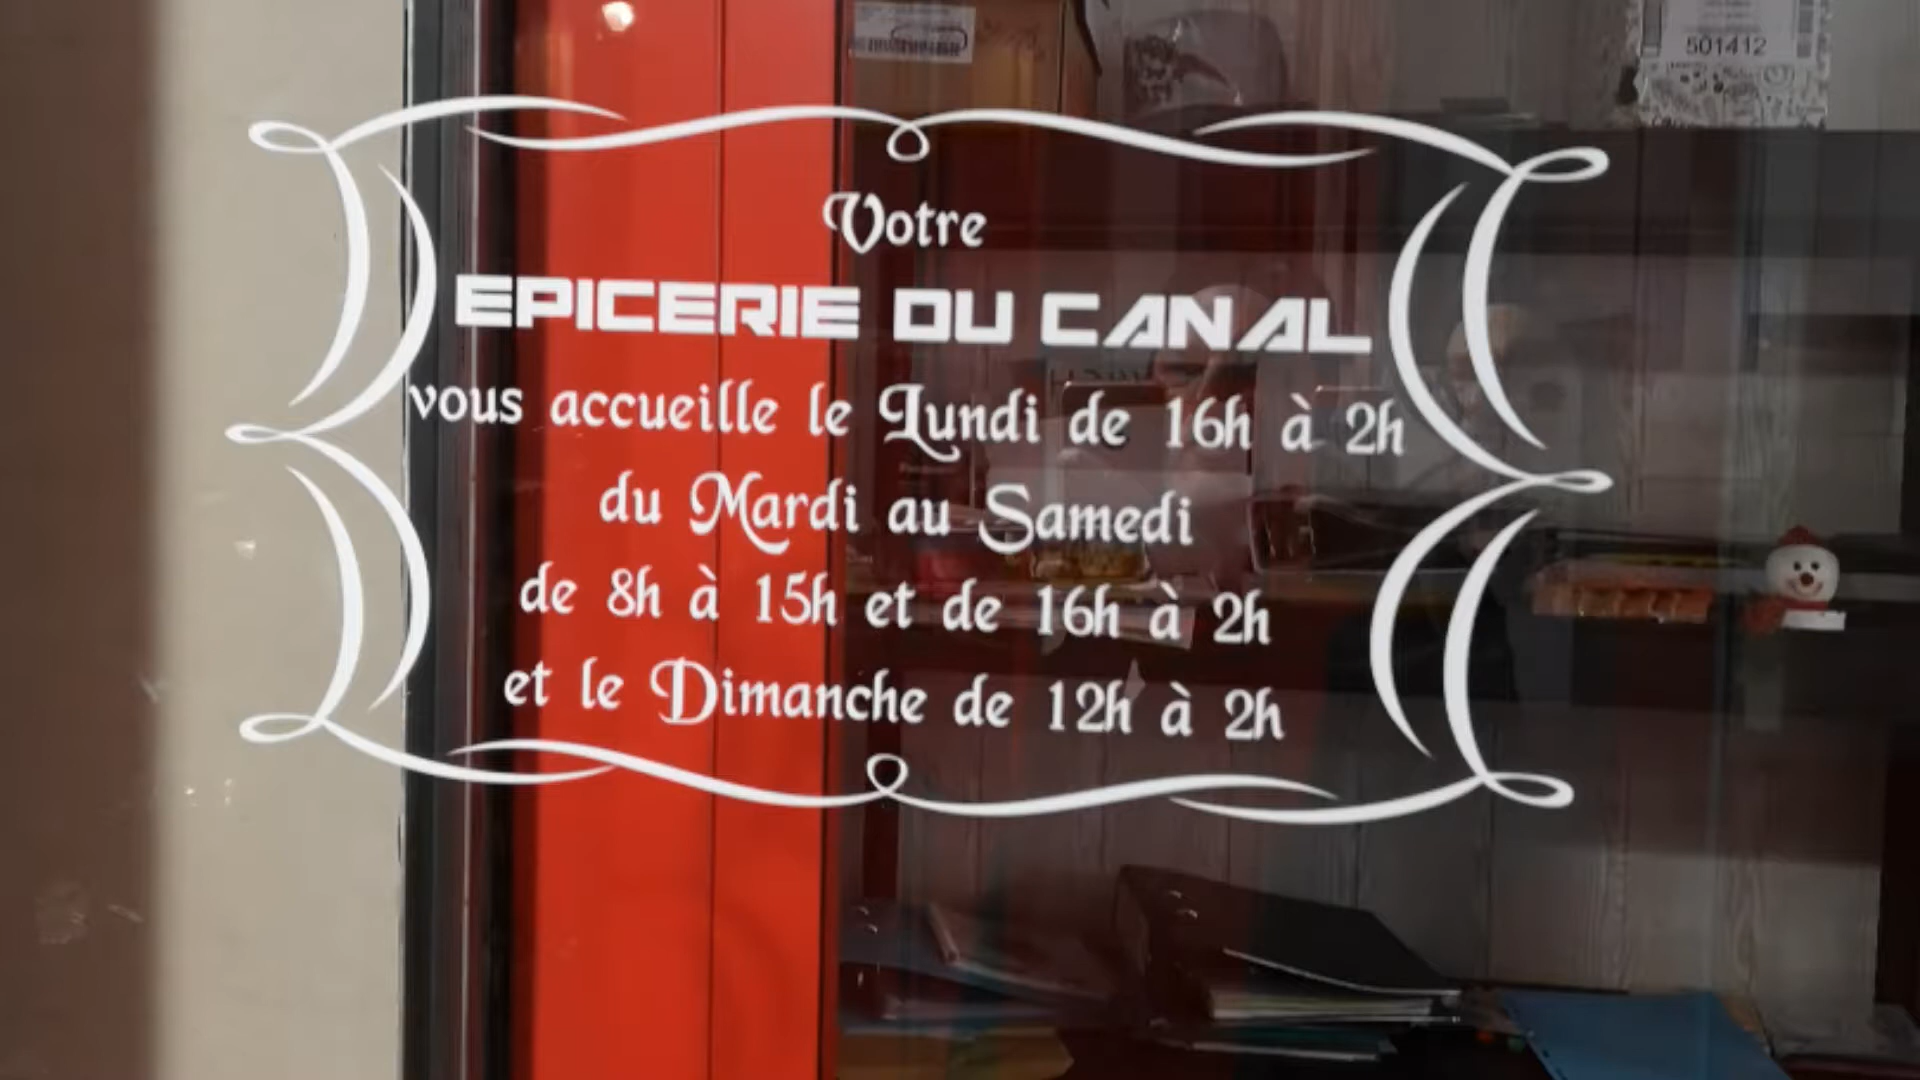 501412
Votre
EPICERIE DU CANAL
vous accueille le Lundi de 16h à 2h
du Mardi au Samedi
de 8h à 15h et de 16h à 2h
et le Dimanche de 12h à 2h